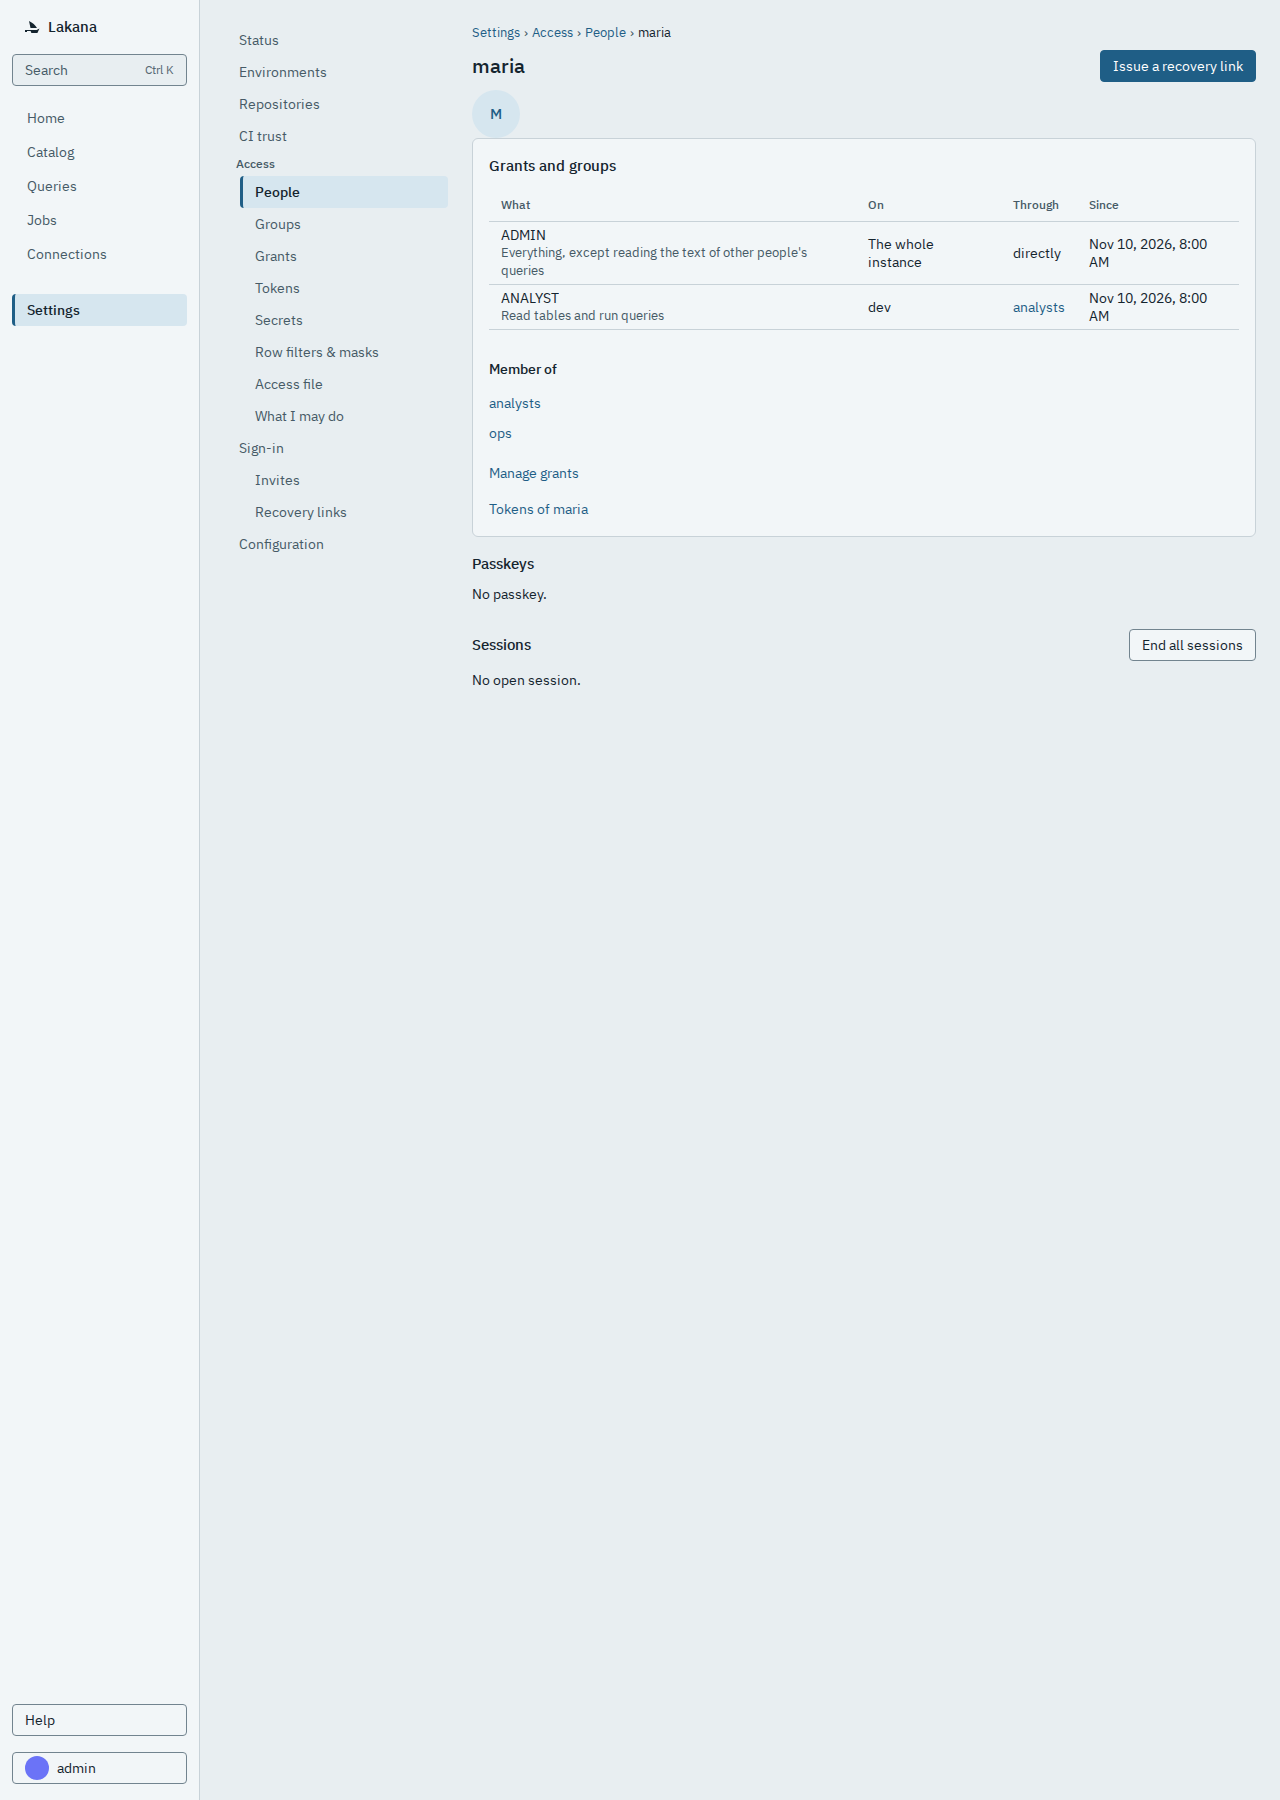 Lakana
Search Ctrl K
Home
Catalog
Queries
Jobs
Connections
Settings
Help
admin
Status
Environments
Repositories
CI trust
Access
People
Groups
Grants
Tokens
Secrets
Row filters & masks
Access file
What I may do
Sign-in
Invites
Recovery links
Configuration
Settings › Access › People › maria
maria
Issue a recovery link
M
Grants and groups
What On Through Since
ADMIN
Everything, except reading the text of other people's
queries
The whole
instance
directly
Nov 10, 2026, 8:00
AM
ANALYST
Read tables and run queries
dev
analysts
Nov 10, 2026, 8:00
AM
Member of
analysts
ops
Manage grants
Tokens of maria
Passkeys
No passkey.
Sessions
End all sessions
No open session.